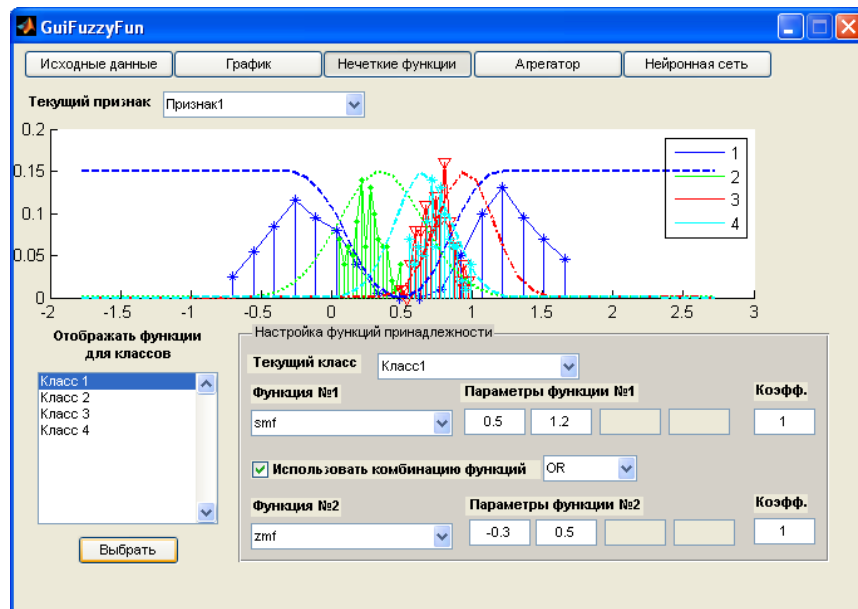 GuiFuzzyFun
Исходные данные График Нечеткие функции Агрегатор Нейронная сеть
Текущий признак Признак1
0.2
0.15
0.1
0.05
0
-2 -1.5 -1 -0.5 0 0.5 1 1.5 2 2.5 3
1
2
3
4
Отображать функции
для классов
Класс 1
Класс 2
Класс 3
Класс 4
Выбрать
Настройка функций принадлежности
Текущий класс Класс1
Функция №1 Параметры функции №1 Коэфф.
smf 0.5 1.2 1
Использовать комбинацию функций OR
Функция №2 Параметры функции №2 Коэфф.
zmf -0.3 0.5 1